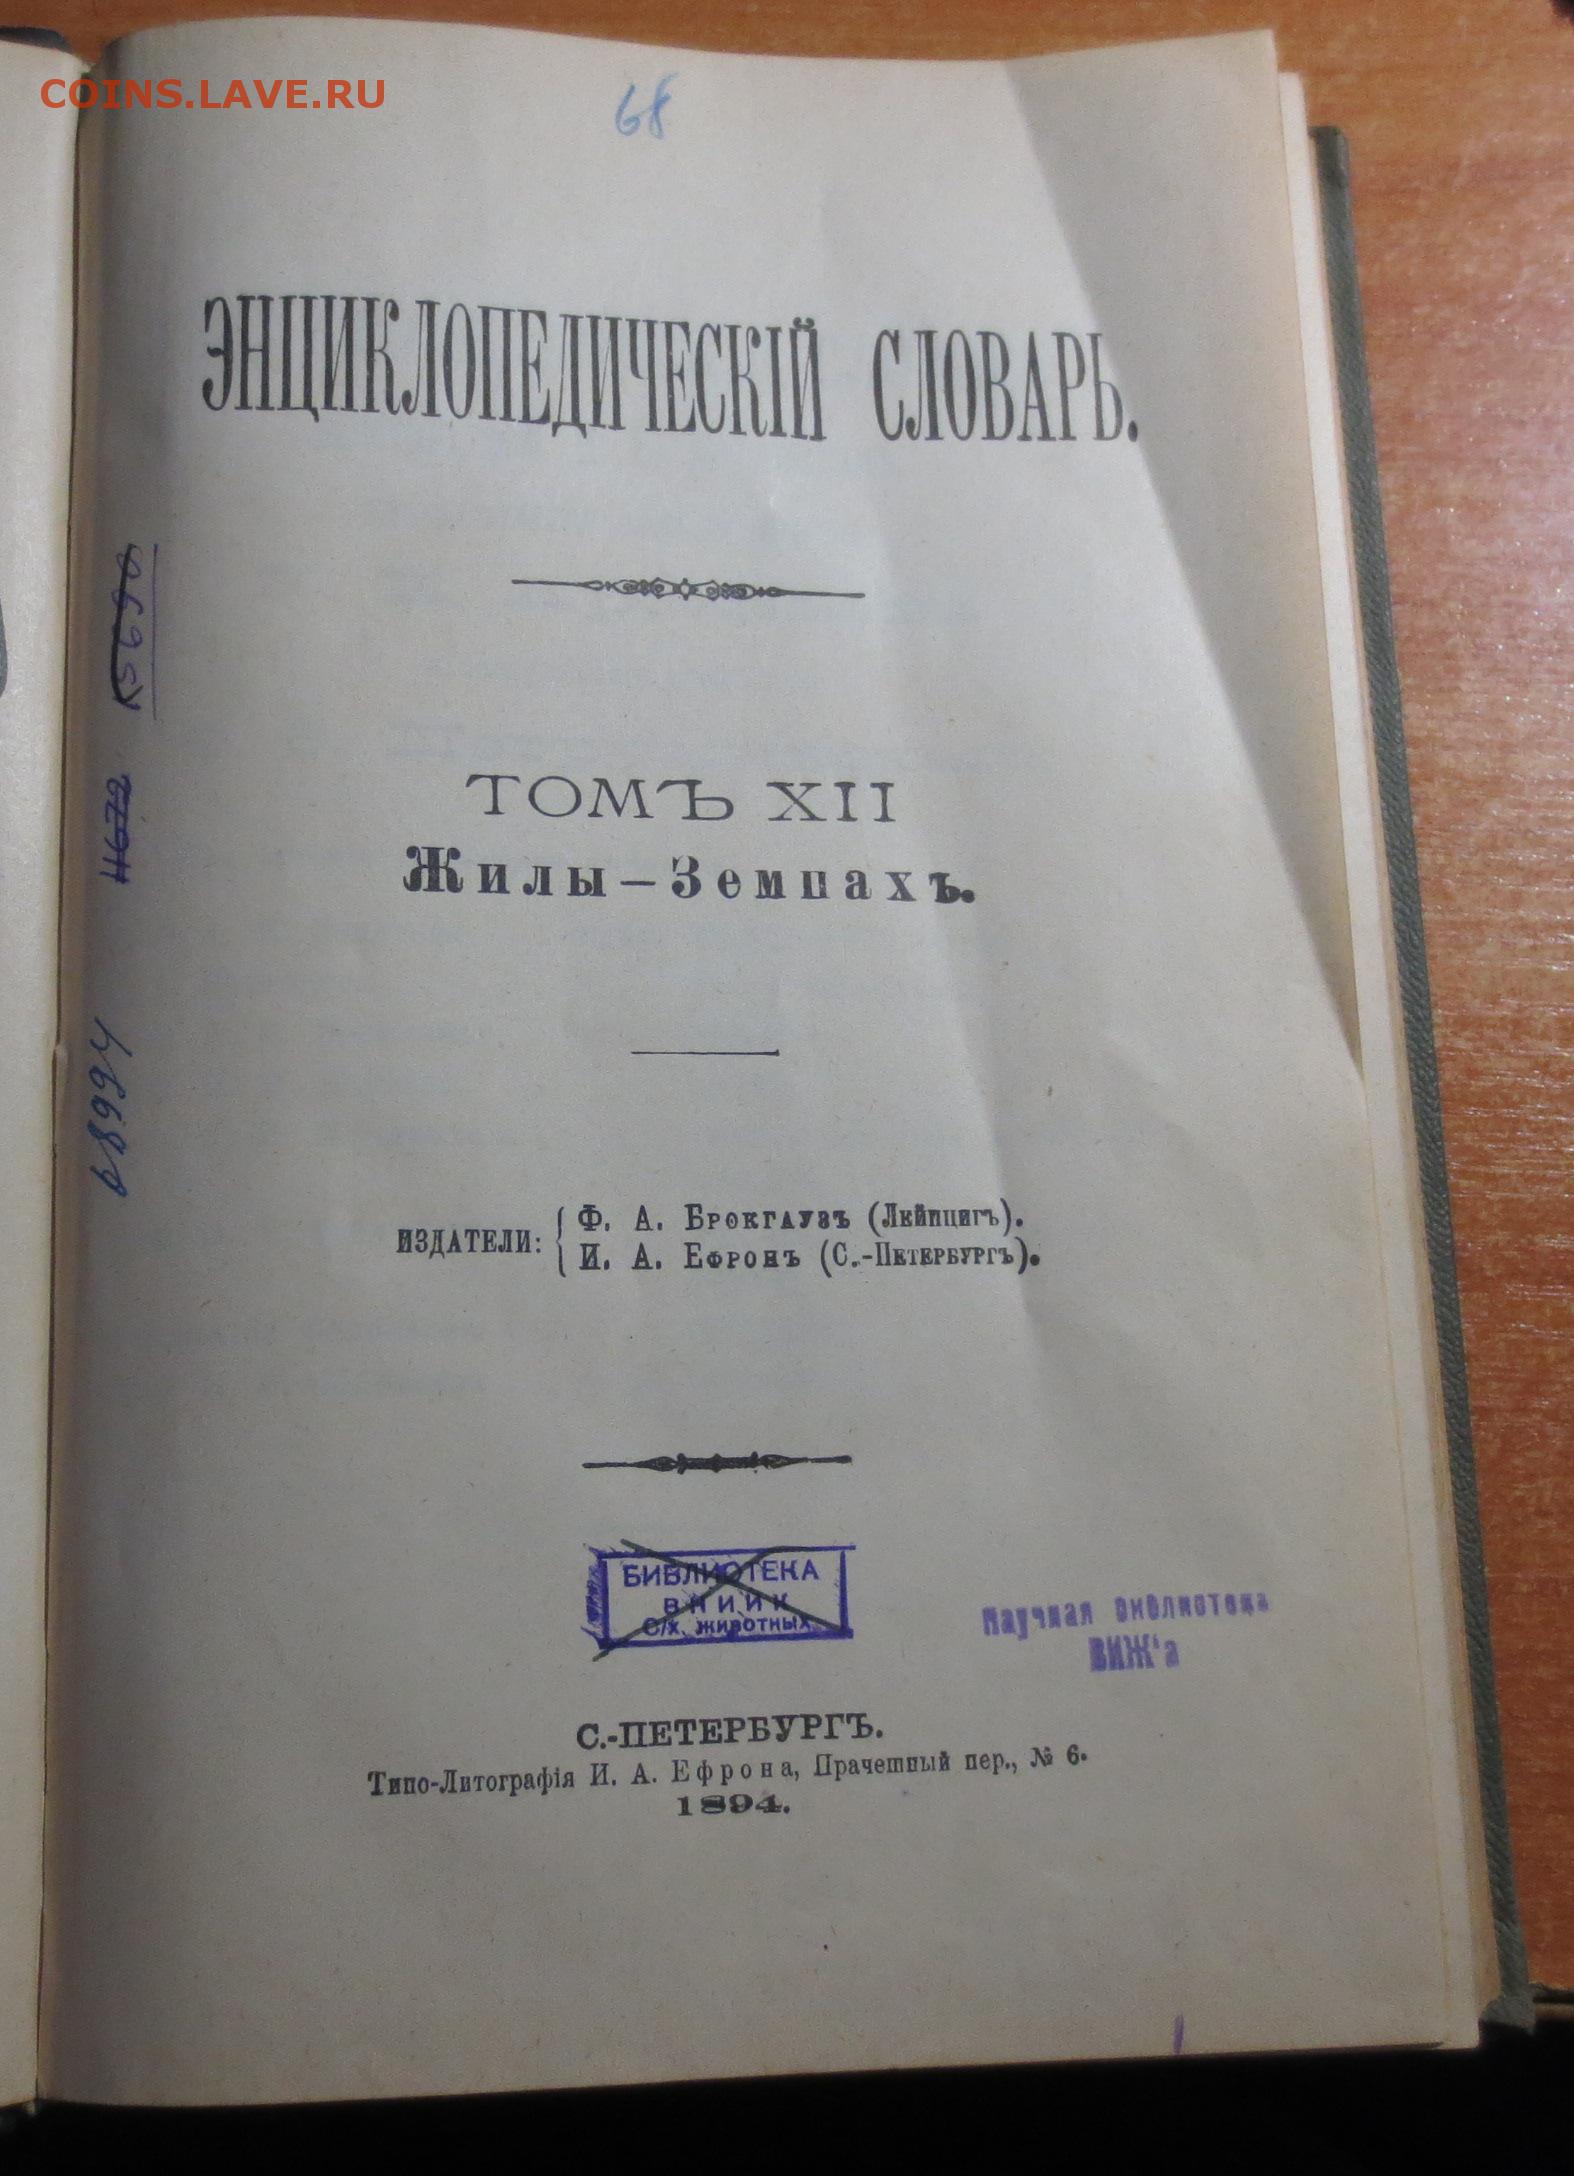 COINS.LAVE.RU
68
ЭНЦИКЛОПЕДИЧЕСКІЙ СЛОВАРЬ.
ТОМЪ XII
Жилы – Земпахъ.
ИЗДАТЕЛИ:
Ф. А. Брокгаузъ (Лейпцигъ).
И. А. Ефронъ (С.-Петербургъ).
БИБЛИОТЕКА
ВНИИК
С/х. животных
Научная библиотека
ВИЖ'а
С.-ПЕТЕРБУРГЪ.
Типо-Литографія И. А. Ефрона, Прачешный пер., № 6.
1894.